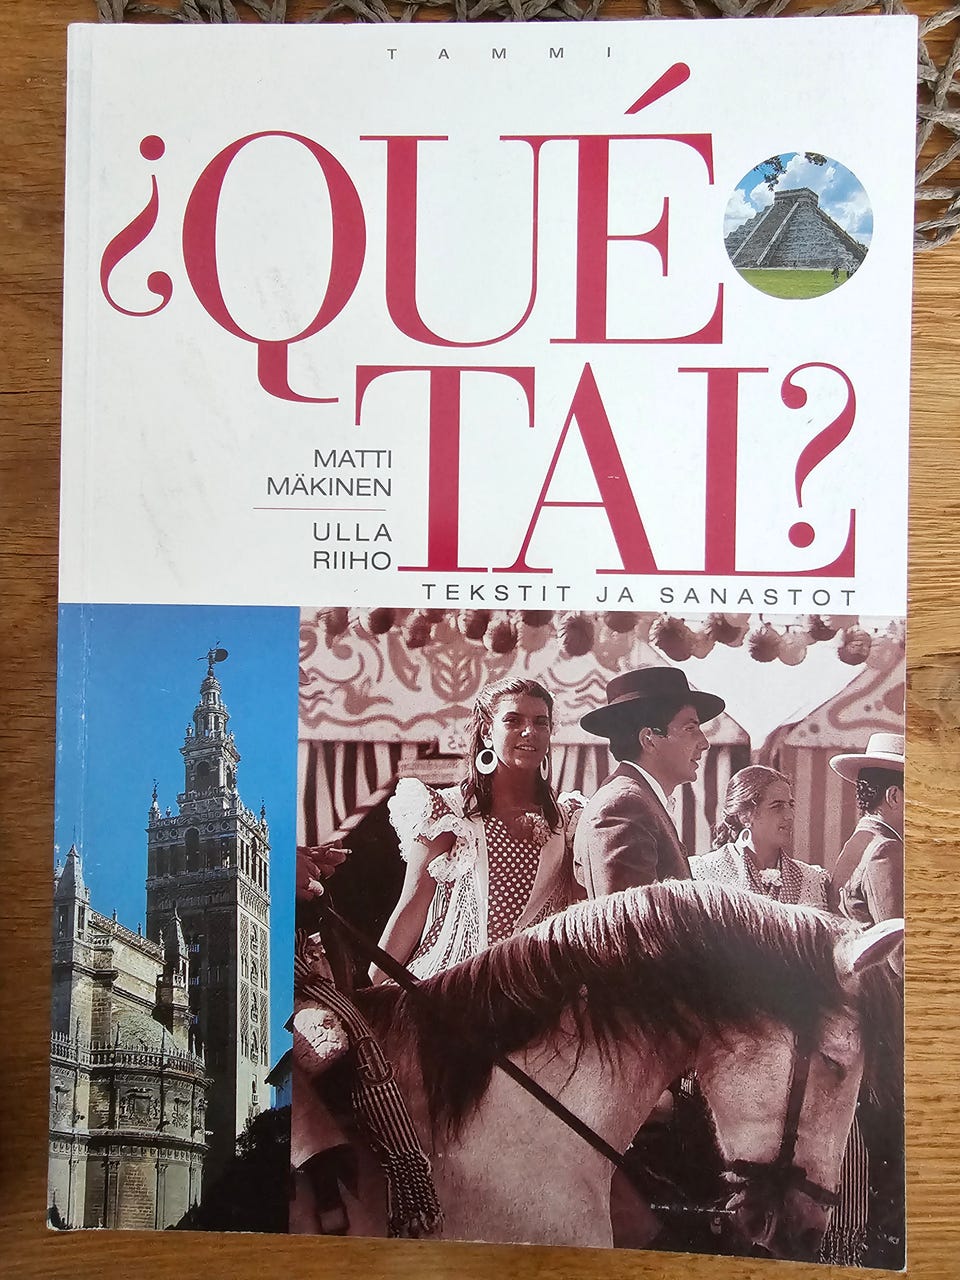 TAMMI
¿QUÉ
TAL?
MATTI
MÄKINEN
ULLA
RIIHO
TEKSTIT JA SANASTOT